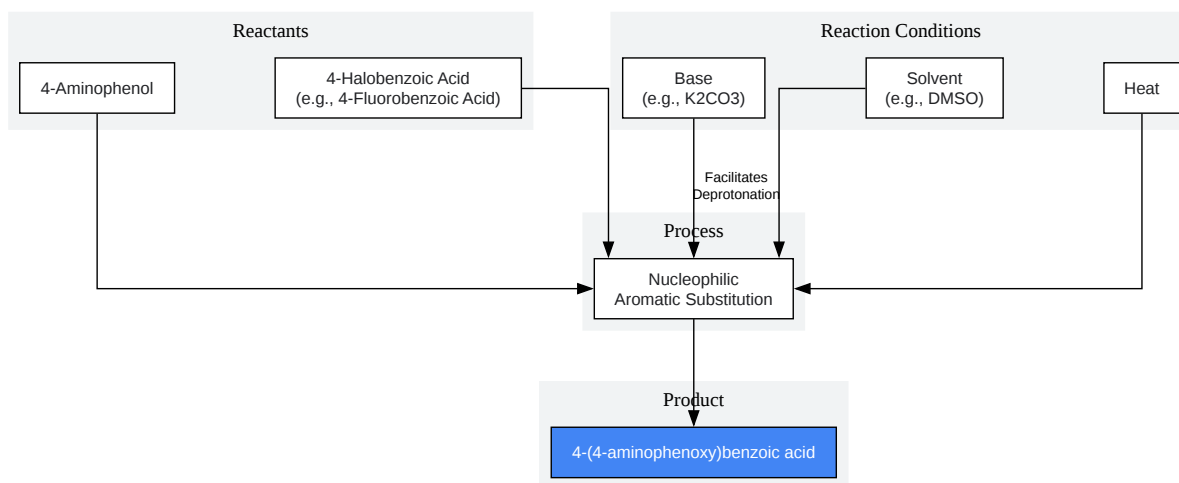 Reactants
Reaction Conditions
4-Aminophenol
4-Halobenzoic Acid
(e.g., 4-Fluorobenzoic Acid)
Base
(e.g., K2CO3)
Solvent
(e.g., DMSO)
Heat
Facilitates
Deprotonation
Process
Nucleophilic
Aromatic Substitution
Product
4-(4-aminophenoxy)benzoic acid